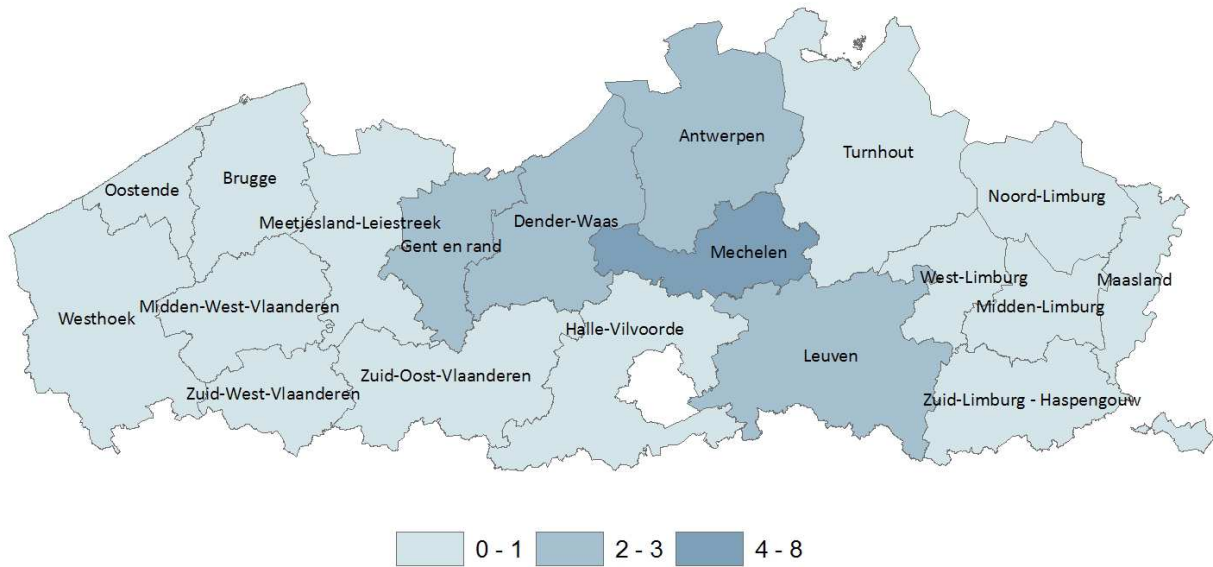 Antwerpen
Turnhout
Oostende
Brugge
Noord-Limburg
Meetjesland-Leiestreek
Dender-Waas
Gent en rand
Mechelen
West-Limburg
Maasland
Midden-West-Vlaanderen
Midden-Limburg
Westhoek
Halle-Vilvoorde
Leuven
Zuid-Oost-Vlaanderen
Zuid-West-Vlaanderen
Zuid-Limburg - Haspengouw
0 - 1
2 - 3
4 - 8